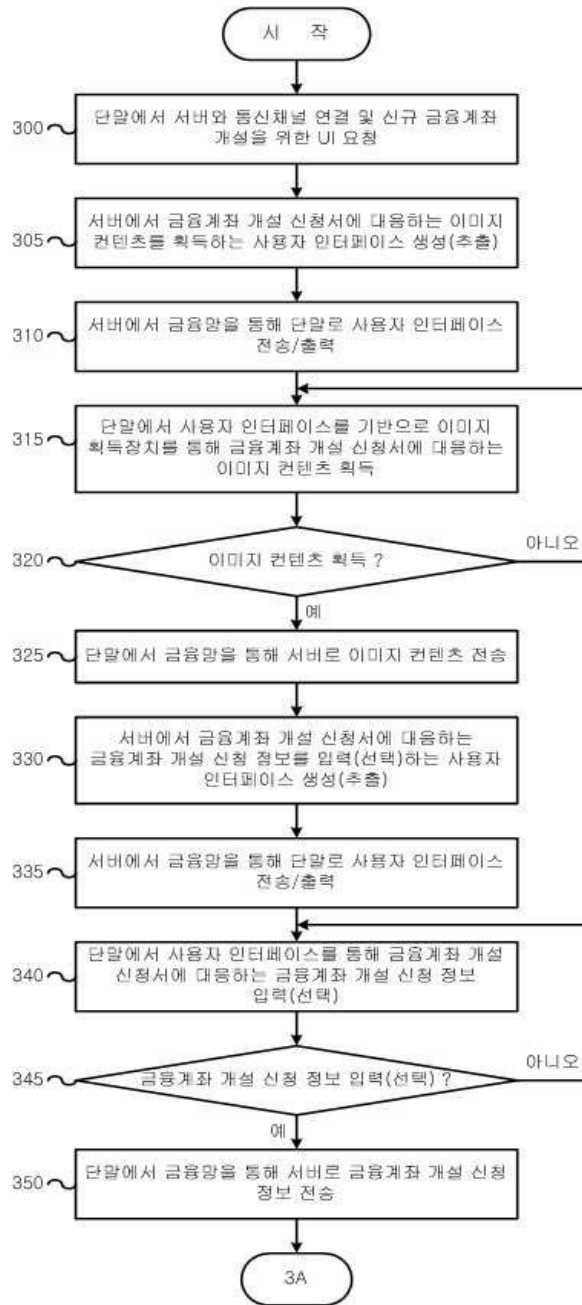 시 작
300
단말에서 서버와 통신채널 연결 및 신규 금융계좌
개설을 위한 UI 요청
305
서버에서 금융계좌 개설 신청서에 대응하는 이미지
컨텐츠를 획득하는 사용자 인터페이스 생성(추출)
310
서버에서 금융망을 통해 단말로 사용자 인터페이스
전송/출력
315
단말에서 사용자 인터페이스를 기반으로 이미지
획득장치를 통해 금융계좌 개설 신청서에 대응하는
이미지 컨텐츠 획득
320
이미지 컨텐츠 획득 ?
아니오
예
325
단말에서 금융망을 통해 서버로 이미지 컨텐츠 전송
330
서버에서 금융계좌 개설 신청서에 대응하는
금융계좌 개설 신청 정보를 입력(선택)하는 사용자
인터페이스 생성(추출)
335
서버에서 금융망을 통해 단말로 사용자 인터페이스
전송/출력
340
단말에서 사용자 인터페이스를 통해 금융계좌 개설
신청서에 대응하는 금융계좌 개설 신청 정보
입력(선택)
345
금융계좌 개설 신청 정보 입력(선택) ?
아니오
예
350
단말에서 금융망을 통해 서버로 금융계좌 개설 신청
정보 전송
3A